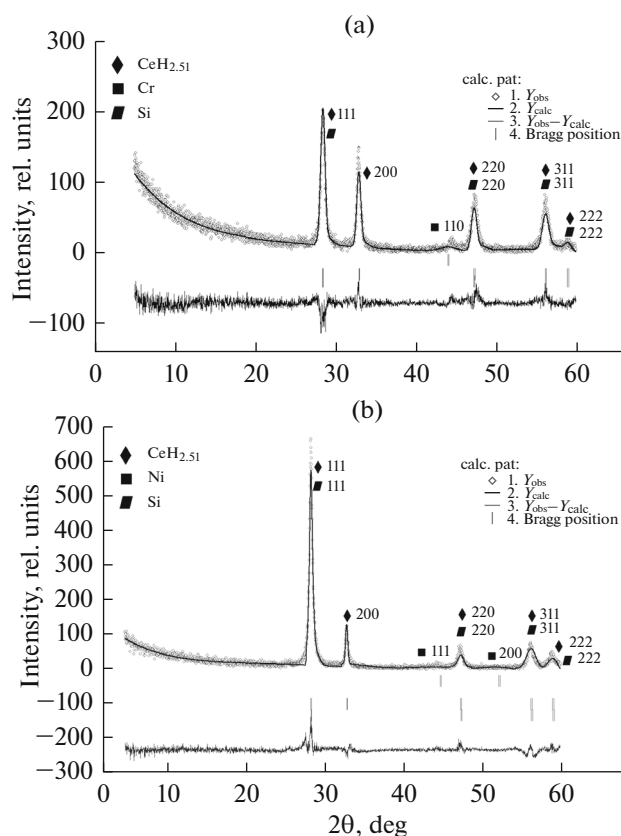 (a)
300
CeH2.51
Cr
Si
calc. pat:
1. Yobs
2. Ycalc
3. Yobs−Ycalc
4. Bragg position
200
111
200
220
220
311
311
222
222
110
100
0
−100
Intensity, rel. units
0 10 20 30 40 50 60
(b)
700
CeH2.51
Ni
Si
calc. pat:
1. Yobs
2. Ycalc
3. Yobs−Ycalc
4. Bragg position
600
111
111
500
400
300
200
200
220
220
311
311
222
222
111
200
100
0
−100
−200
−300
Intensity, rel. units
0 10 20 30 40 50 60
2θ, deg